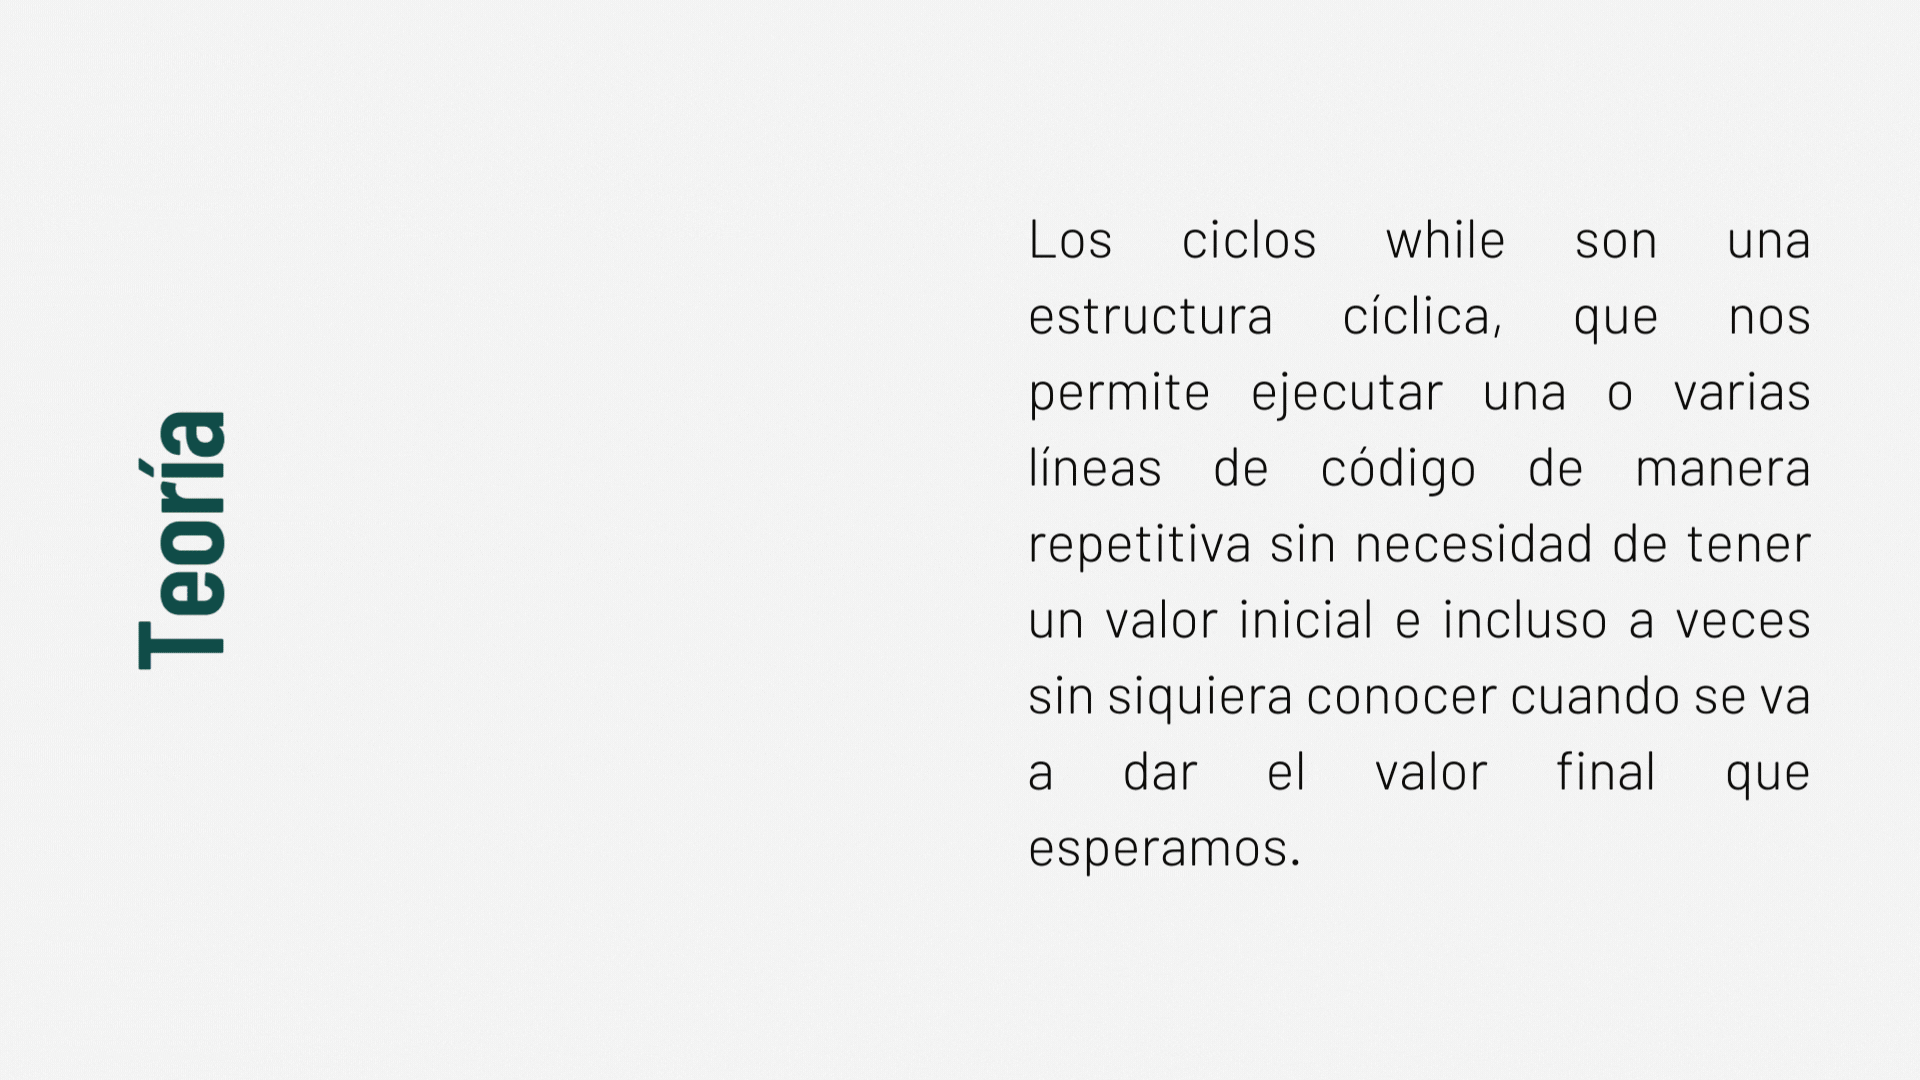 Teoría
Los ciclos while son una
estructura cíclica, que nos
permite ejecutar una o varias
líneas de código de manera
repetitiva sin necesidad de tener
un valor inicial e incluso a veces
sin siquiera conocer cuando se va
a dar el valor final que
esperamos.